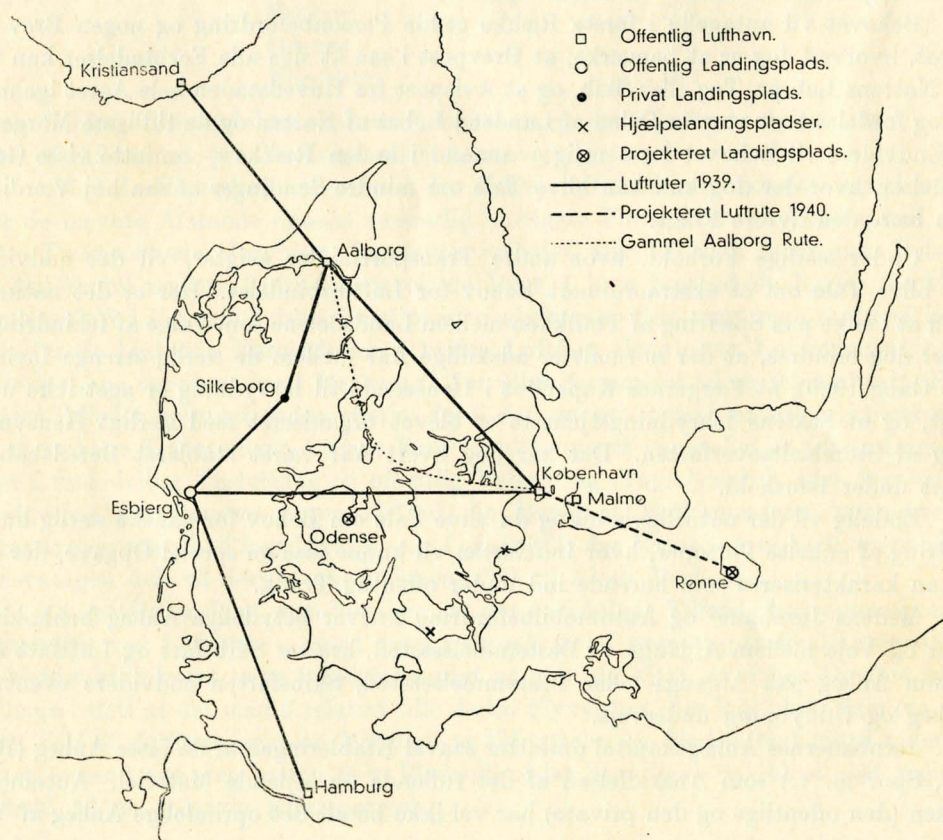 Offentlig Lufthavn.
Offentlig Landingsplads.
Privat Landingsplads.
Hjælpelandingspladser.
Projekteret Landingsplads.
Luftruter 1939.
Projekteret Luftrute 1940.
Gammel Aalborg Rute.
Kristiansand
Aalborg
Silkeborg
København
Malmø
Esbjerg
Odense
Rønne
Hamburg